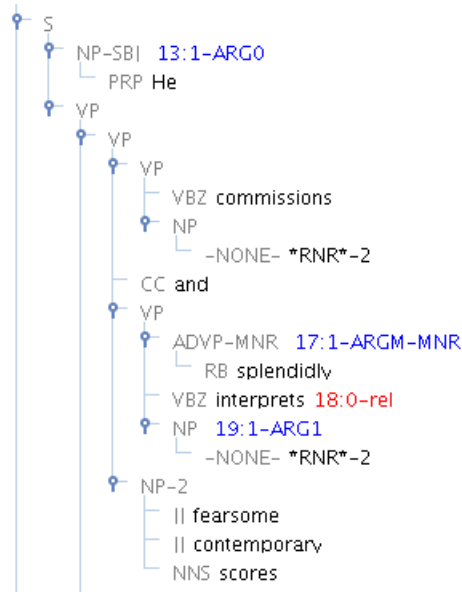 S
NP-SBJ 13:1-ARG0
PRP He
VP
VP
VP
VBZ commissions
NP
-NONE- *RNR*-2
CC and
VP
ADVP-MNR 17:1-ARGM-MNR
RB splendidly
VBZ interprets 18:0-rel
NP 19:1-ARG1
-NONE- *RNR*-2
NP-2
JJ fearsome
JJ contemporary
NNS scores